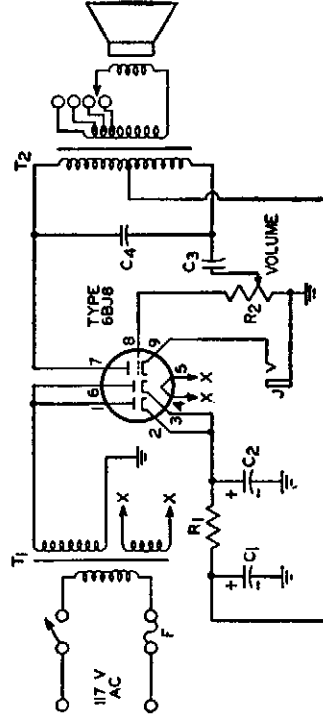 117 V
AC
F
T1
X
X
TYPE
6BJ8
1
6
7
2
3
4
5
8
9
X
X
R1
C1
+
-
C2
+
-
T2
C4
C3
R2
VOLUME
J